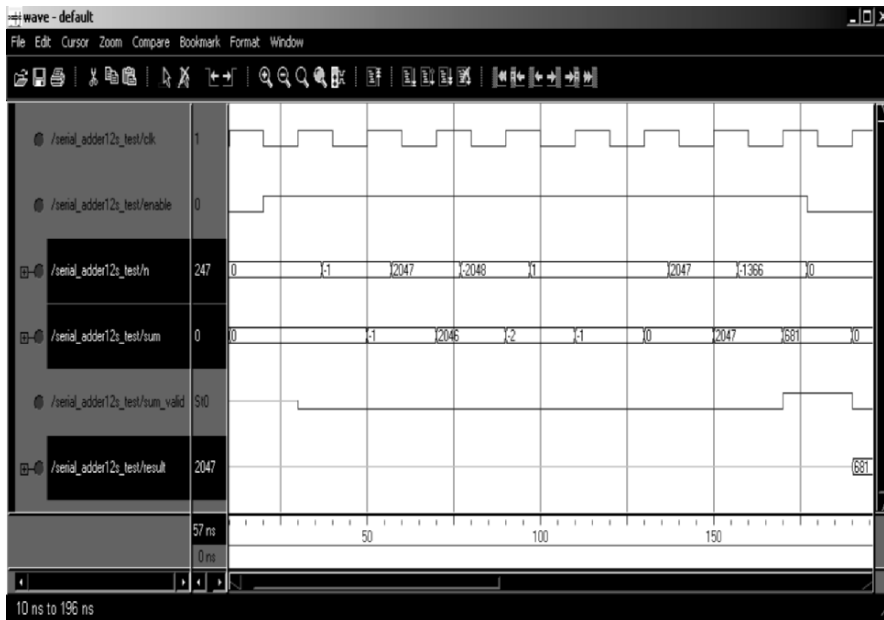 wave - default
File Edit Cursor Zoom Compare Bookmark Format Window
/serial_adder12s_test/clk 1
/serial_adder12s_test/enable 0
/serial_adder12s_test/n 247 0 -1 2047 -2048 1 2047 -1366 0
/serial_adder12s_test/sum 0 0 -1 2046 -2 -1 0 2047 681 0
/serial_adder12s_test/sum_valid St0
/serial_adder12s_test/result 2047 681
57 ns 50 100 150
0 ns
10 ns to 196 ns